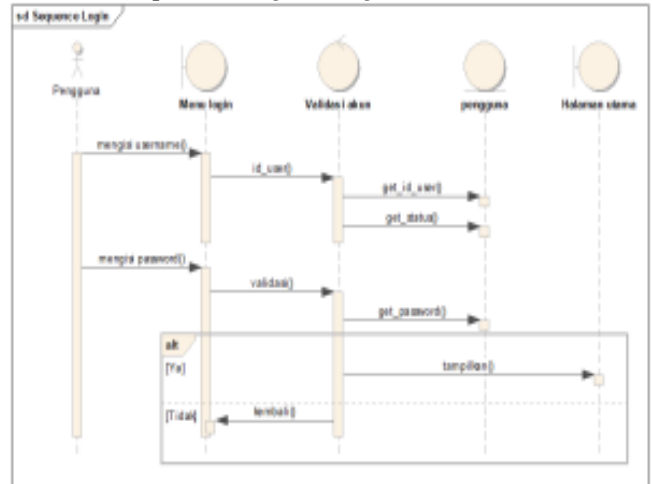 sd Sequence Login
Pengguna
Menu login
Validasi akun
pengguna
Halaman utama
mengisi username()
id_user()
get_id_user()
get_status()
mengisi password()
validasi()
get_password()
alt
[Ya]
tampilkan()
[Tidak]
kembali()